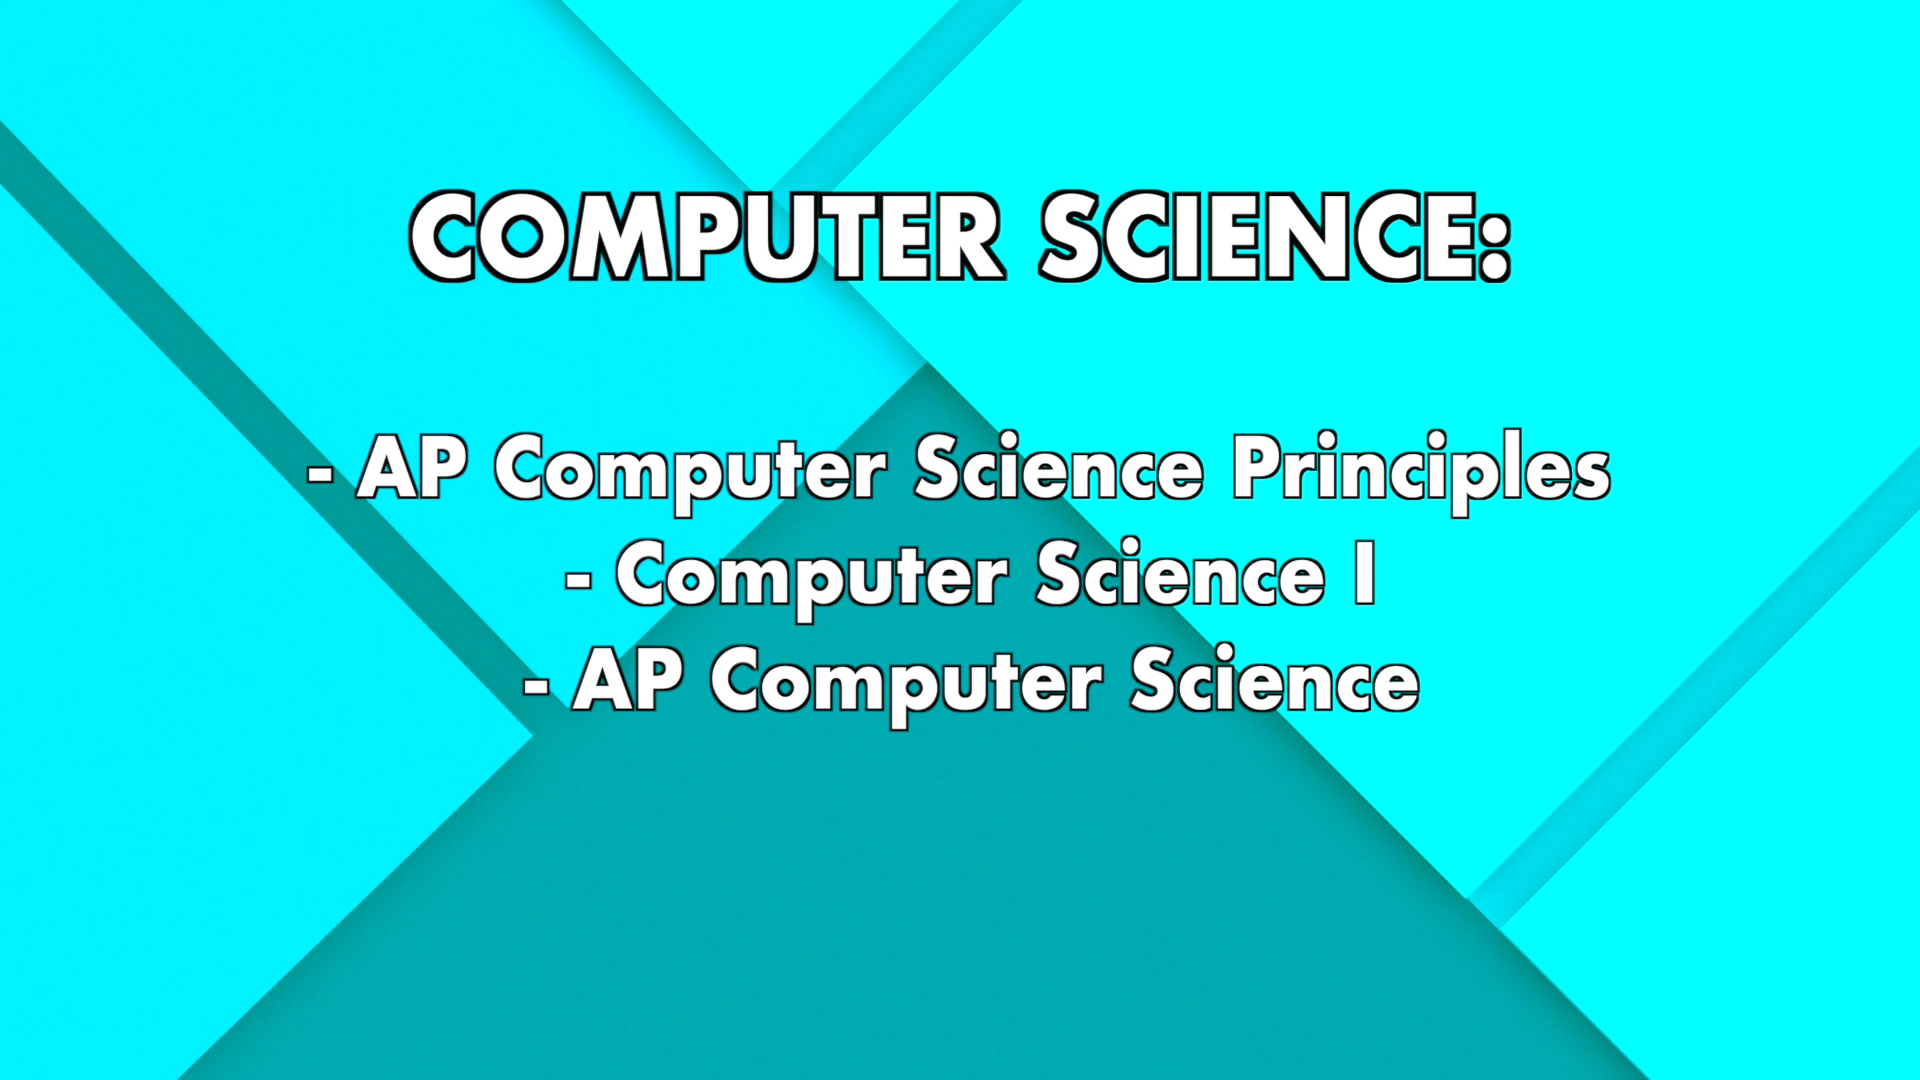 COMPUTER SCIENCE:
- AP Computer Science Principles
- Computer Science I
- AP Computer Science